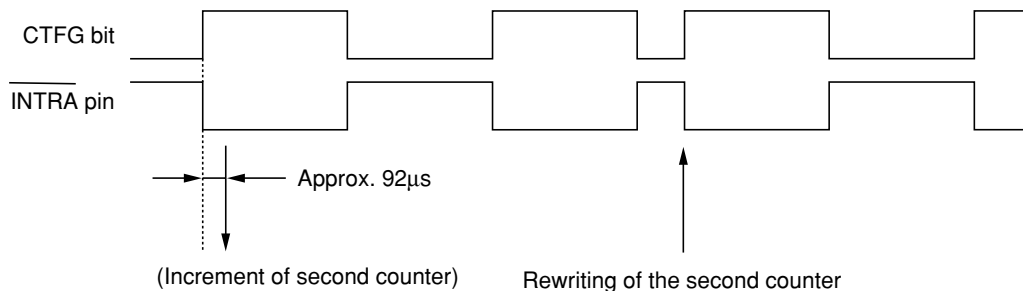 CTFG bit
INTRA pin
Approx. 92μs
(Increment of second counter)
Rewriting of the second counter